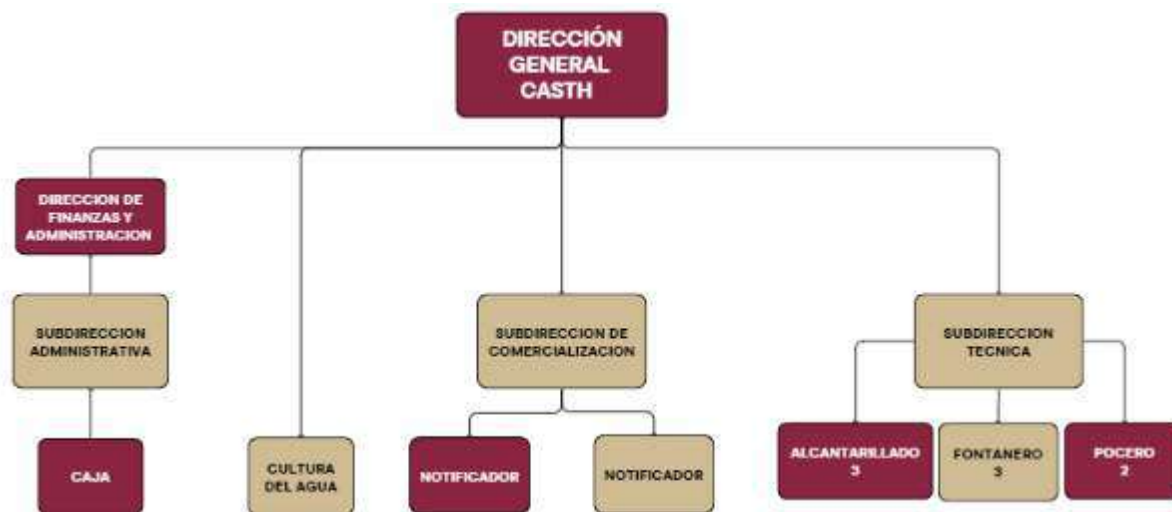 DIRECCIÓN
GENERAL
CASTH
DIRECCION DE
FINANZAS Y
ADMINISTRACION
SUBDIRECCION
ADMINISTRATIVA
SUBDIRECCION DE
COMERCIALIZACION
SUBDIRECCION
TECNICA
CAJA
CULTURA
DEL AGUA
NOTIFICADOR
NOTIFICADOR
ALCANTARILLADO
3
FONTANERO
3
POCERO
2